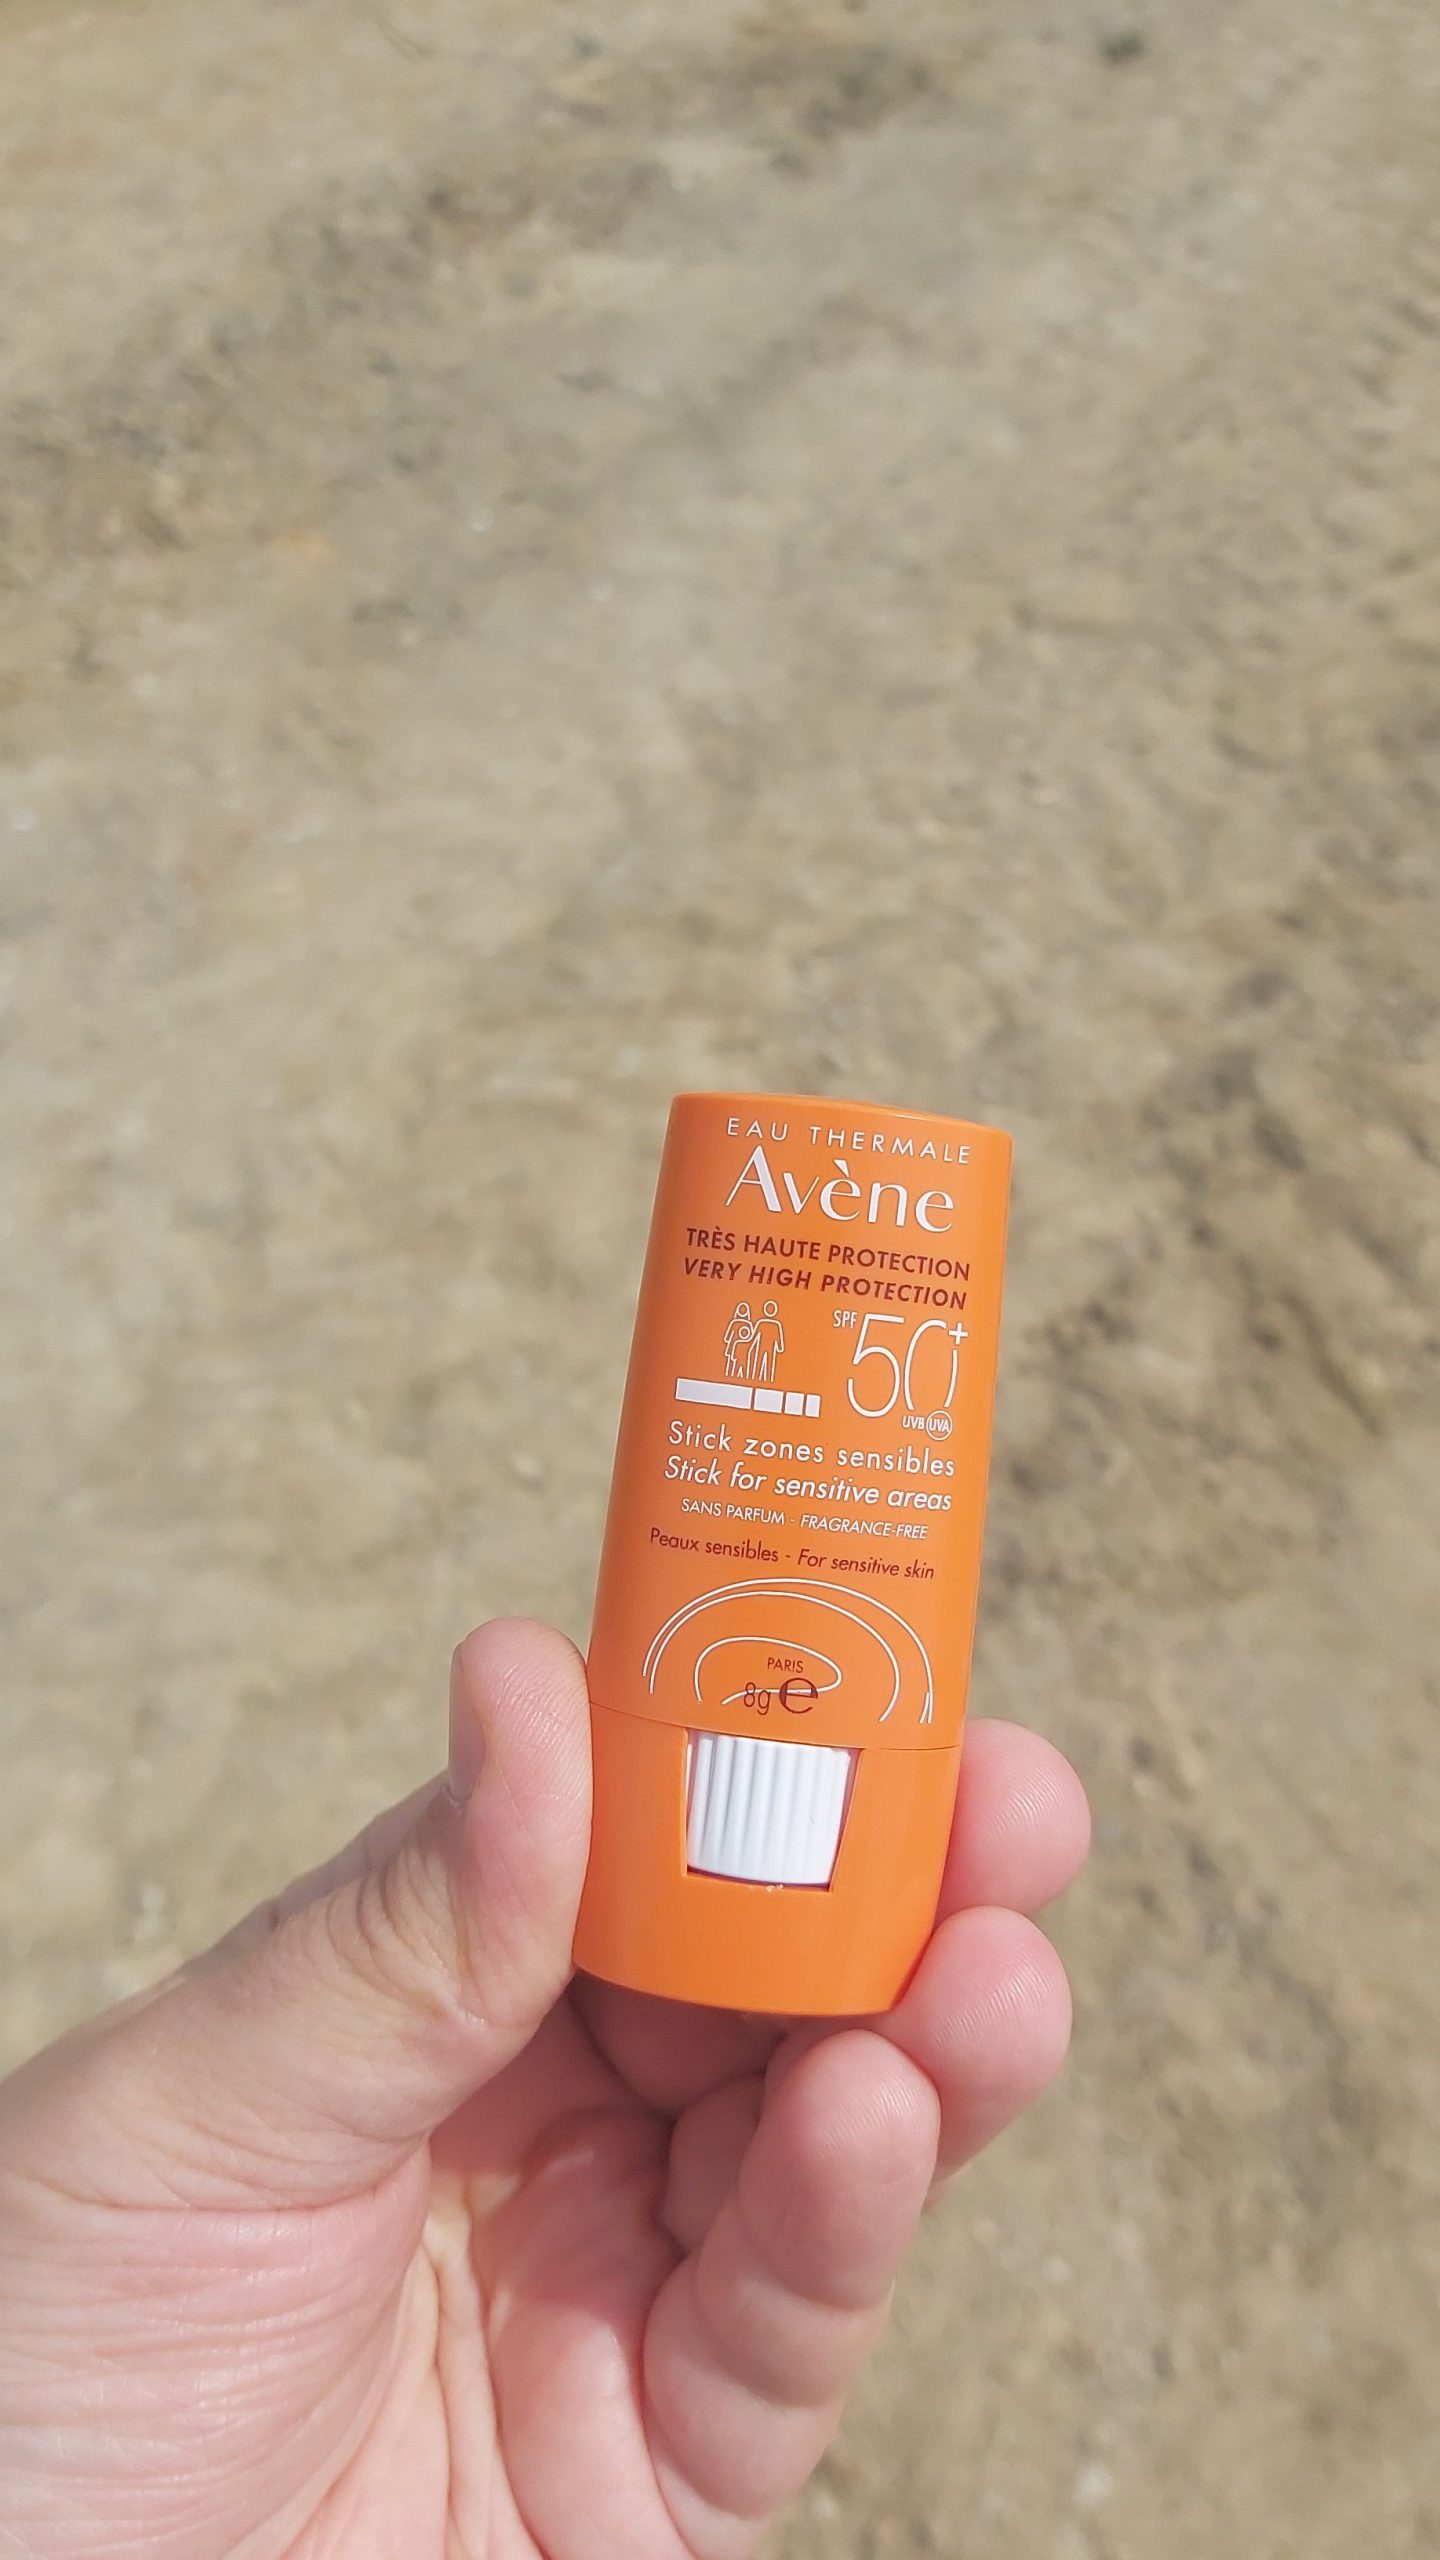 EAU THERMALE
Avène
TRÈS HAUTE PROTECTION
VERY HIGH PROTECTION
SPF 50+
UVB UVA
Stick zones sensibles
Stick for sensitive areas
SANS PARFUM - FRAGRANCE-FREE
Peaux sensibles - For sensitive skin
PARIS
8g e